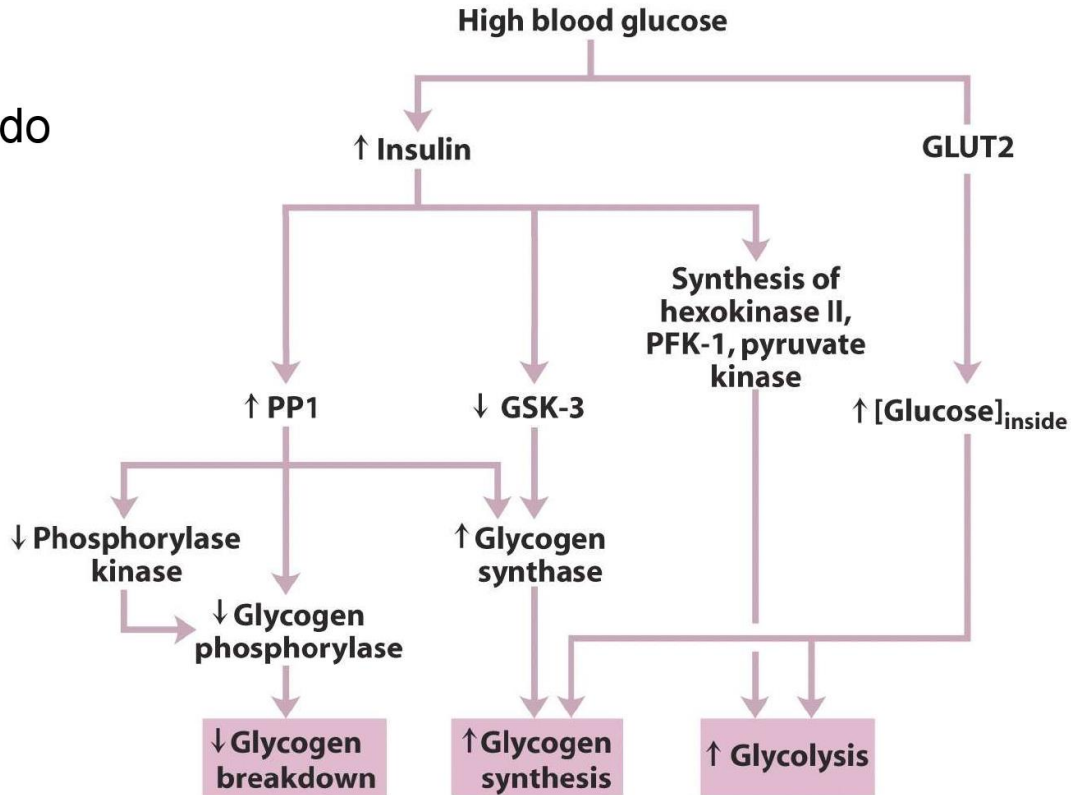 High blood glucose
do
↑ Insulin
GLUT2
Synthesis of
hexokinase II,
PFK-1, pyruvate
kinase
↑ PP1
↓ GSK-3
↑ [Glucose]inside
↓ Phosphorylase
kinase
↑ Glycogen
synthase
↓ Glycogen
phosphorylase
↓ Glycogen
breakdown
↑ Glycogen
synthesis
↑ Glycolysis